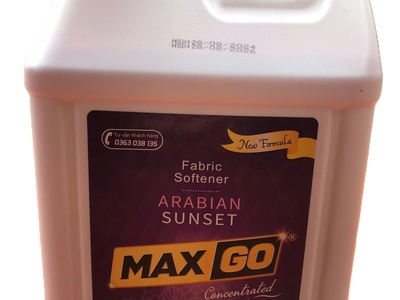 Tư vấn khách hàng
0363 038 135
New Formula
Fabric
Softener
ARABIAN
SUNSET
MAX GO®
Concentrated